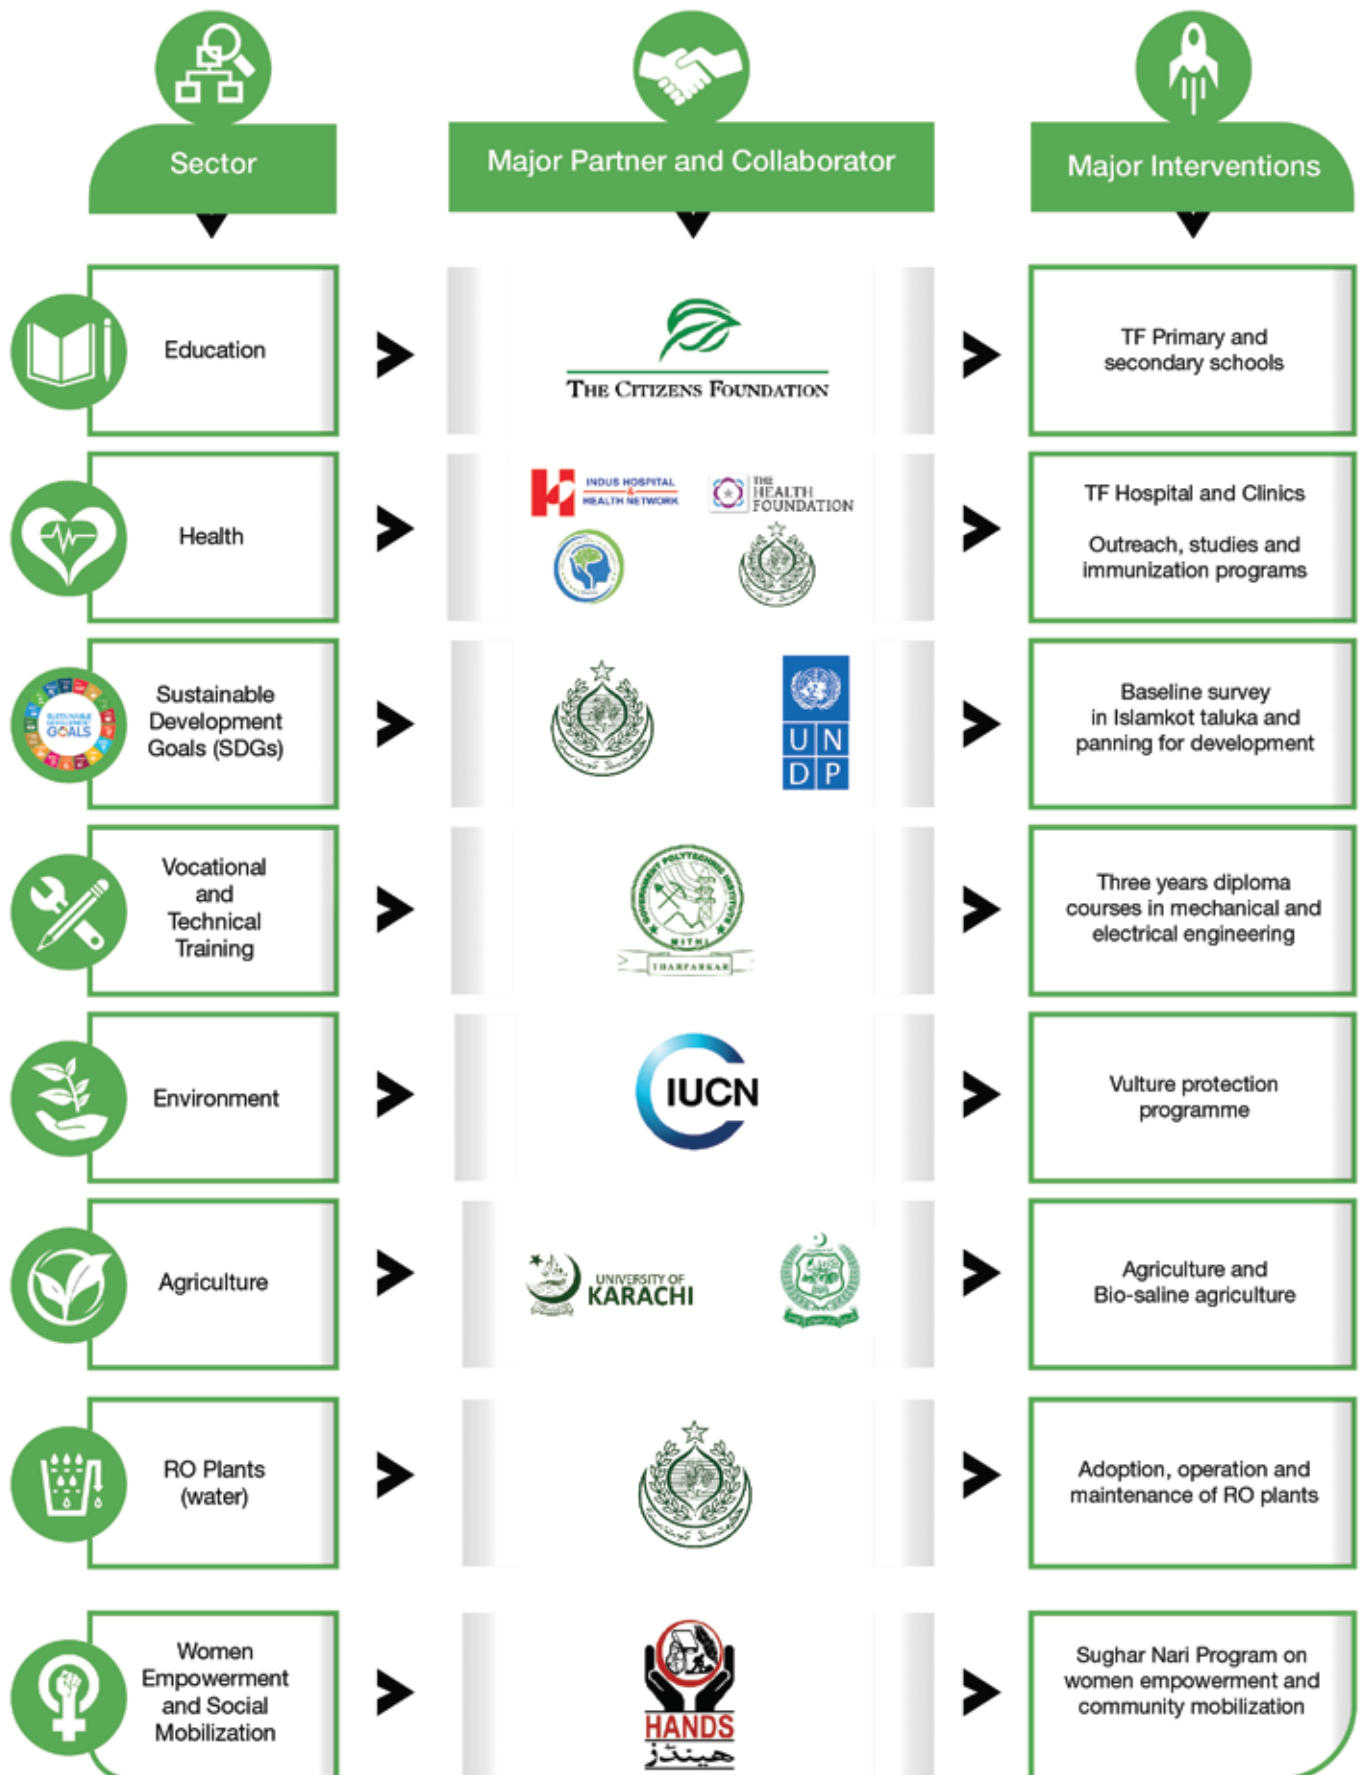 Sector
Major Partner and Collaborator
Major Interventions
Education
THE CITIZENS FOUNDATION
TF Primary and
secondary schools
Health
INDUS HOSPITAL
&
HEALTH NETWORK
THE
HEALTH
FOUNDATION
TF Hospital and Clinics
Outreach, studies and
immunization programs
SUSTAINABLE
DEVELOPMENT
GOALS
Sustainable
Development
Goals (SDGs)
U N
D P
Baseline survey
in Islamkot taluka and
panning for development
Vocational
and
Technical
Training
GOVERNMENT POLYTECHNIC INSTITUTE
MITHI
THARPARKAR
Three years diploma
courses in mechanical and
electrical engineering
Environment
IUCN
Vulture protection
programme
Agriculture
UNIVERSITY OF
KARACHI
Agriculture and
Bio-saline agriculture
RO Plants
(water)
Adoption, operation and
maintenance of RO plants
Women
Empowerment
and Social
Mobilization
HANDS
هينڊز
Sughar Nari Program on
women empowerment and
community mobilization